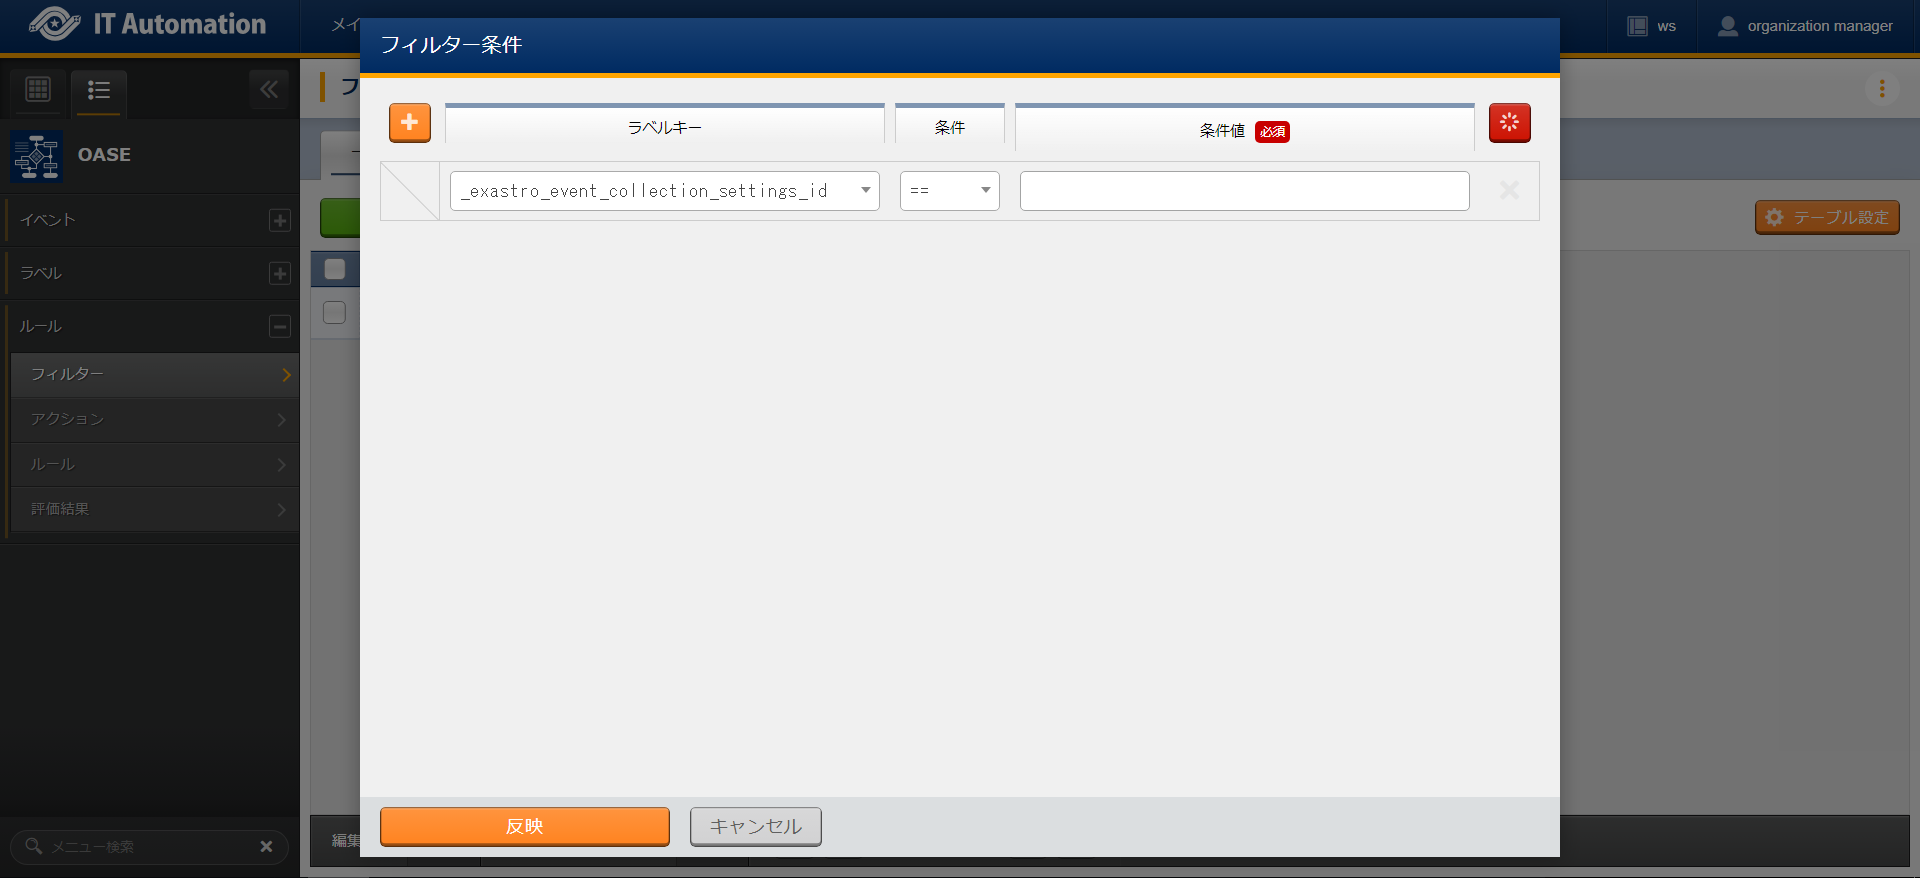 IT Automation
メイ
ws
organization manager
フィルター条件
フ
ラベルキー
条件
条件値 必須
_exastro_event_collection_settings_id
==
OASE
イベント
ラベル
ルール
フィルター
アクション
ルール
評価結果
テーブル設定
メニュー検索
編集
反映
キャンセル